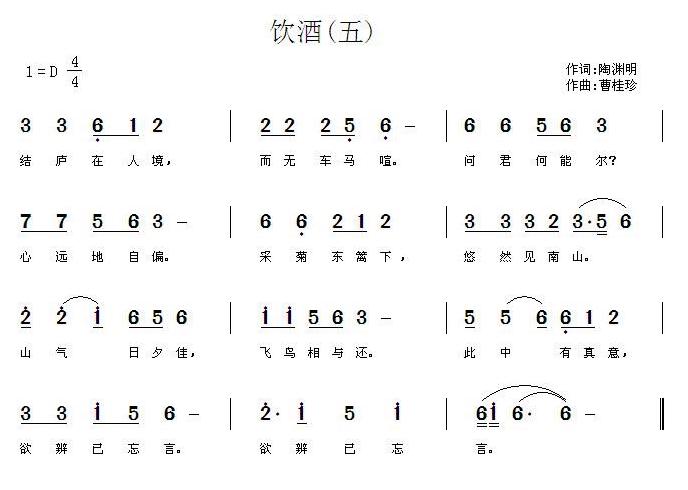 饮酒(五)
1=D 4/4
作词:陶渊明
作曲:曹桂珍
3 3 6 1 2 | 2 2 2 5 6 － | 6 6 5 6 3 |
结庐在人境， 而无车马喧。 问君何能尔？
7 7 5 6 3 － | 6 6 2 1 2 | 3 3 3 2 3·5 6 |
心远地自偏。 采菊东篱下， 悠然见南山。
2 2 1 6 5 6 | 1 1 5 6 3 － | 5 5 6 6 1 2 |
山气日夕佳， 飞鸟相与还。 此中有真意，
3 3 1 5 6 － | 2· 1 5 1 | 6 1 6· 6 － ‖
欲辨已忘言。 欲辨已忘 言。